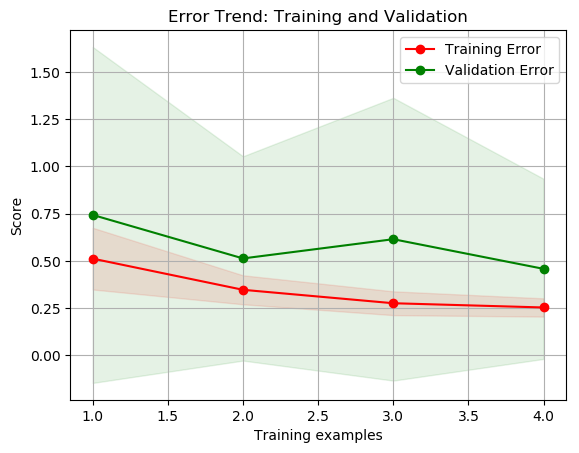 Error Trend: Training and Validation
Training Error
Validation Error
1.50
1.25
1.00
0.75
0.50
0.25
0.00
Score
1.0
1.5
2.0
2.5
3.0
3.5
4.0
Training examples